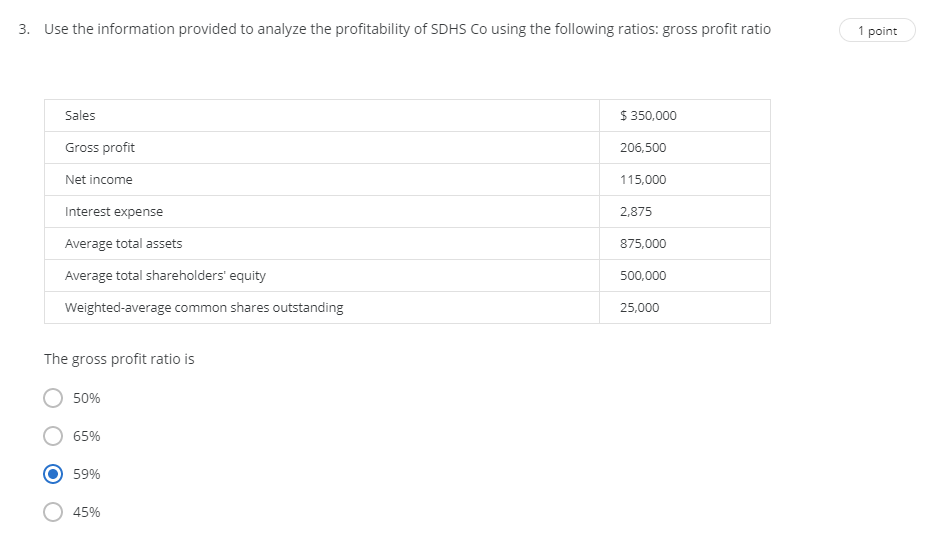 3. Use the information provided to analyze the profitability of SDHS Co using the following ratios: gross profit ratio
1 point
Sales $ 350,000
Gross profit 206,500
Net income 115,000
Interest expense 2,875
Average total assets 875,000
Average total shareholders' equity 500,000
Weighted-average common shares outstanding 25,000
The gross profit ratio is
50%
65%
59%
45%